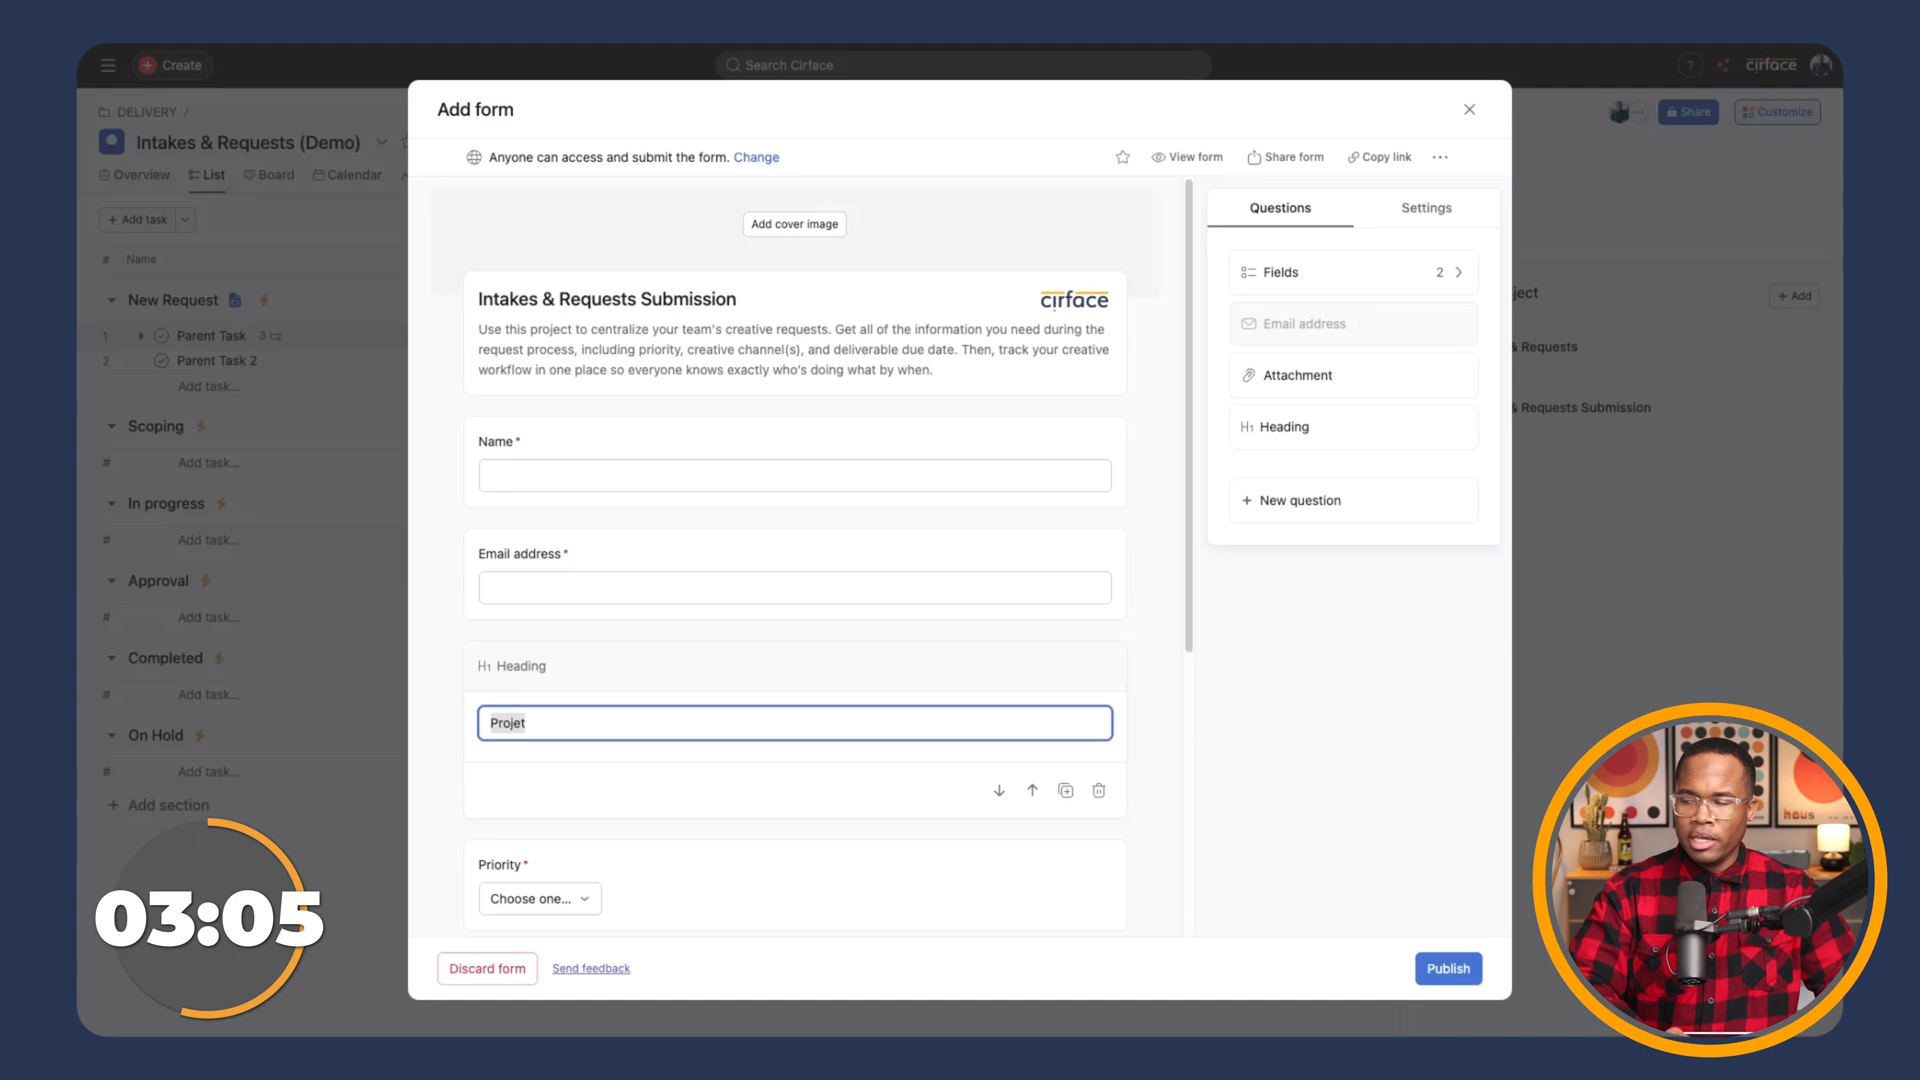 Create
Search Cirface
?
cirface
DELIVERY /
Intakes & Requests (Demo)
Share
Customize
Overview
List
Board
Calendar
Add task
# Name
New Request
1 Parent Task 3
2 Parent Task 2
Add task...
Scoping
# Add task...
In progress
# Add task...
Approval
# Add task...
Completed
# Add task...
On Hold
# Add task...
+ Add section
03:05
Add form
Anyone can access and submit the form. Change
View form
Share form
Copy link
Add cover image
Intakes & Requests Submission
cirface
Use this project to centralize your team's creative requests. Get all of the information you need during the
request process, including priority, creative channel(s), and deliverable due date. Then, track your creative
workflow in one place so everyone knows exactly who's doing what by when.
Name*
Email address*
H1 Heading
Projet
Priority*
Choose one...
Discard form
Send feedback
Publish
Questions
Settings
Fields 2
Email address
Attachment
H1 Heading
+ New question
ject
+ Add
& Requests
& Requests Submission
haus